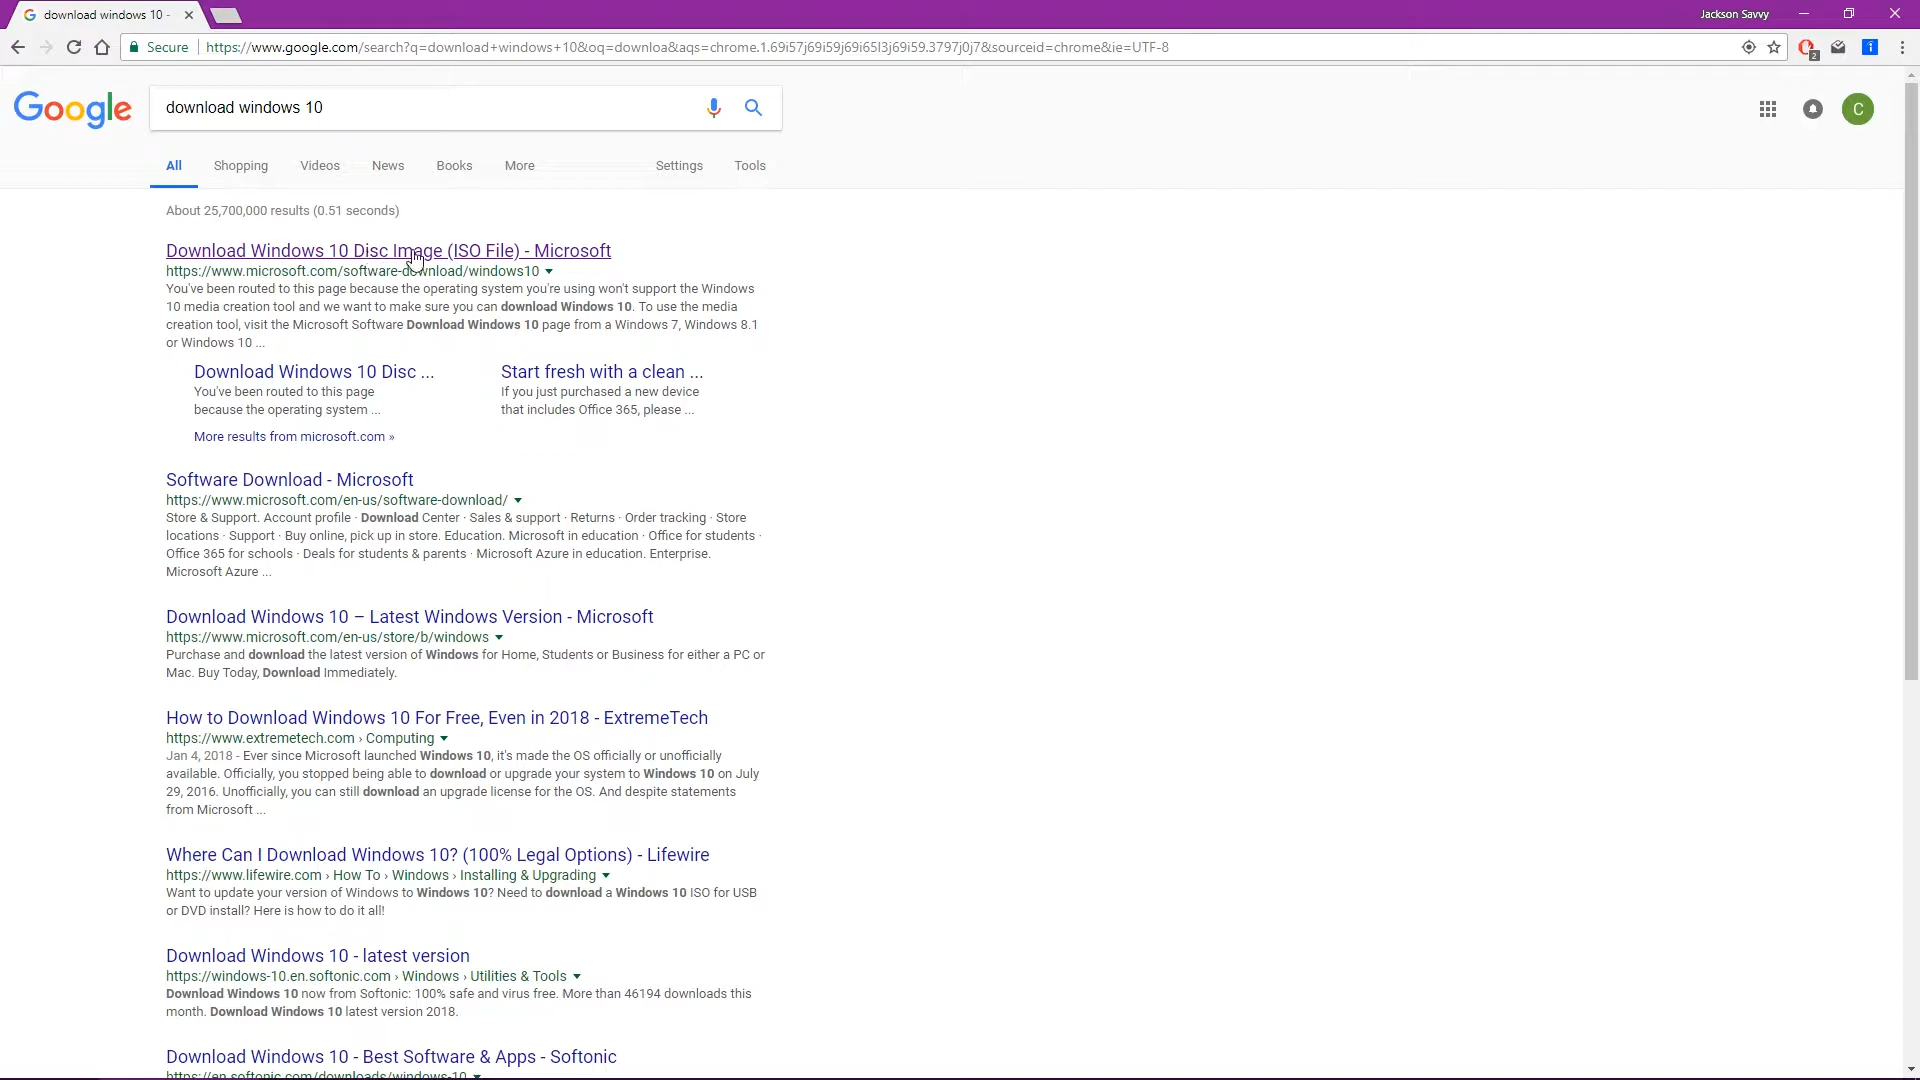 download windows 10 -
Jackson Savvy
Secure
https://www.google.com/search?q=download+windows+10&oq=downloa&aqs=chrome.1.69i57j69i59j69i65l3j69i59.3797j0j7&sourceid=chrome&ie=UTF-8
2
Google
download windows 10
C
All
Shopping
Videos
News
Books
More
Settings
Tools
About 25,700,000 results (0.51 seconds)
Download Windows 10 Disc Image (ISO File) - Microsoft
https://www.microsoft.com/software-download/windows10
You've been routed to this page because the operating system you're using won't support the Windows
10 media creation tool and we want to make sure you can download Windows 10. To use the media
creation tool, visit the Microsoft Software Download Windows 10 page from a Windows 7, Windows 8.1
or Windows 10 ...
Download Windows 10 Disc ...
You've been routed to this page
because the operating system ...
Start fresh with a clean ...
If you just purchased a new device
that includes Office 365, please ...
More results from microsoft.com »
Software Download - Microsoft
https://www.microsoft.com/en-us/software-download/
Store & Support. Account profile · Download Center · Sales & support · Returns · Order tracking · Store
locations · Support · Buy online, pick up in store. Education. Microsoft in education · Office for students ·
Office 365 for schools · Deals for students & parents · Microsoft Azure in education. Enterprise.
Microsoft Azure ...
Download Windows 10 – Latest Windows Version - Microsoft
https://www.microsoft.com/en-us/store/b/windows
Purchase and download the latest version of Windows for Home, Students or Business for either a PC or
Mac. Buy Today, Download Immediately.
How to Download Windows 10 For Free, Even in 2018 - ExtremeTech
https://www.extremetech.com › Computing
Jan 4, 2018 - Ever since Microsoft launched Windows 10, it's made the OS officially or unofficially
available. Officially, you stopped being able to download or upgrade your system to Windows 10 on July
29, 2016. Unofficially, you can still download an upgrade license for the OS. And despite statements
from Microsoft ...
Where Can I Download Windows 10? (100% Legal Options) - Lifewire
https://www.lifewire.com › How To › Windows › Installing & Upgrading
Want to update your version of Windows to Windows 10? Need to download a Windows 10 ISO for USB
or DVD install? Here is how to do it all!
Download Windows 10 - latest version
https://windows-10.en.softonic.com › Windows › Utilities & Tools
Download Windows 10 now from Softonic: 100% safe and virus free. More than 46194 downloads this
month. Download Windows 10 latest version 2018.
Download Windows 10 - Best Software & Apps - Softonic
https://en.softonic.com/downloads/windows-10